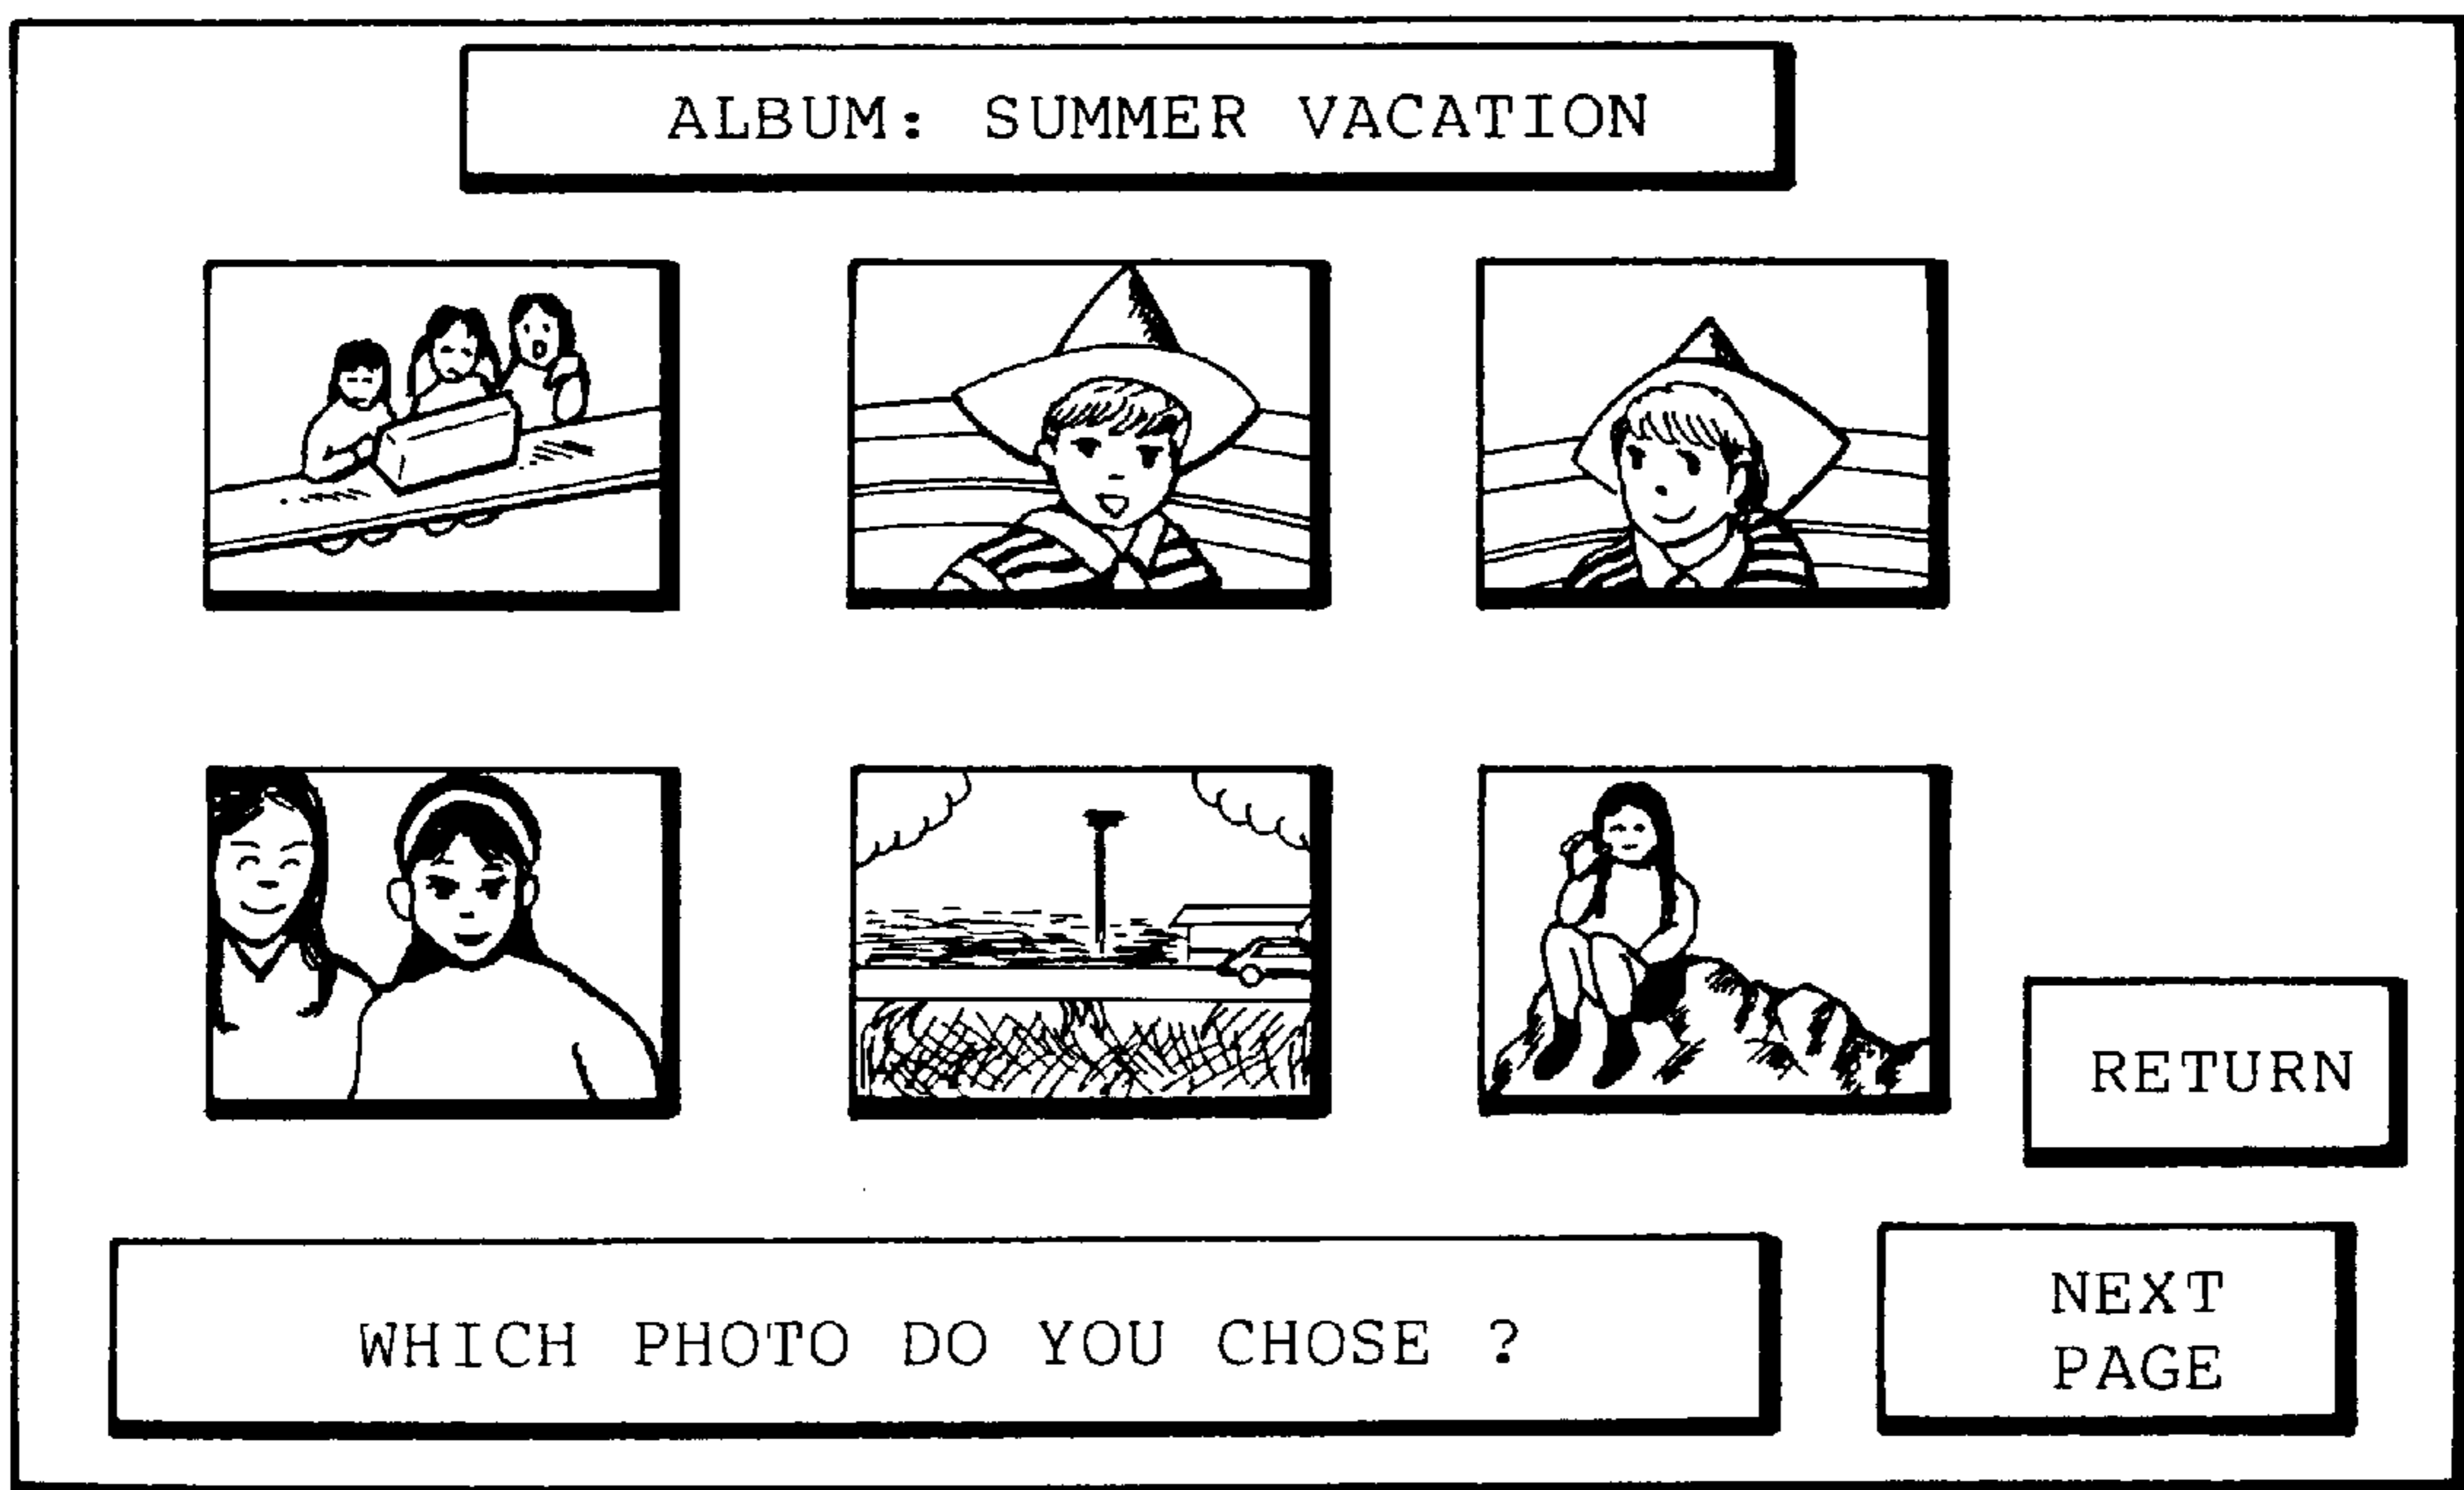 ALBUM: SUMMER VACATION
RETURN
WHICH PHOTO DO YOU CHOSE ?
NEXT
PAGE